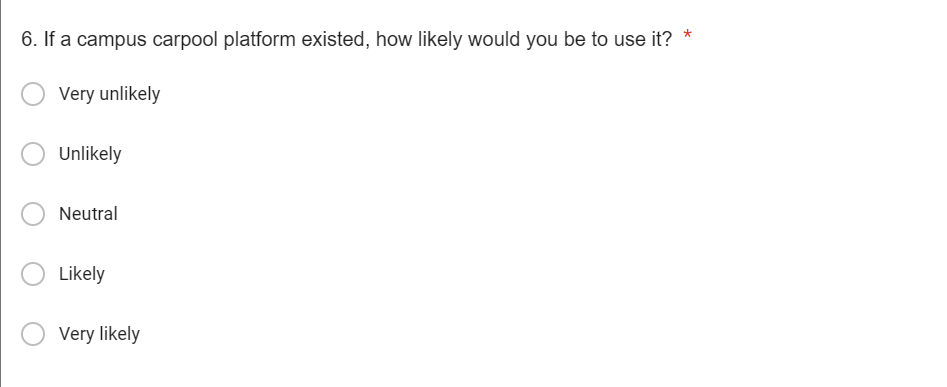 6. If a campus carpool platform existed, how likely would you be to use it? *
Very unlikely
Unlikely
Neutral
Likely
Very likely